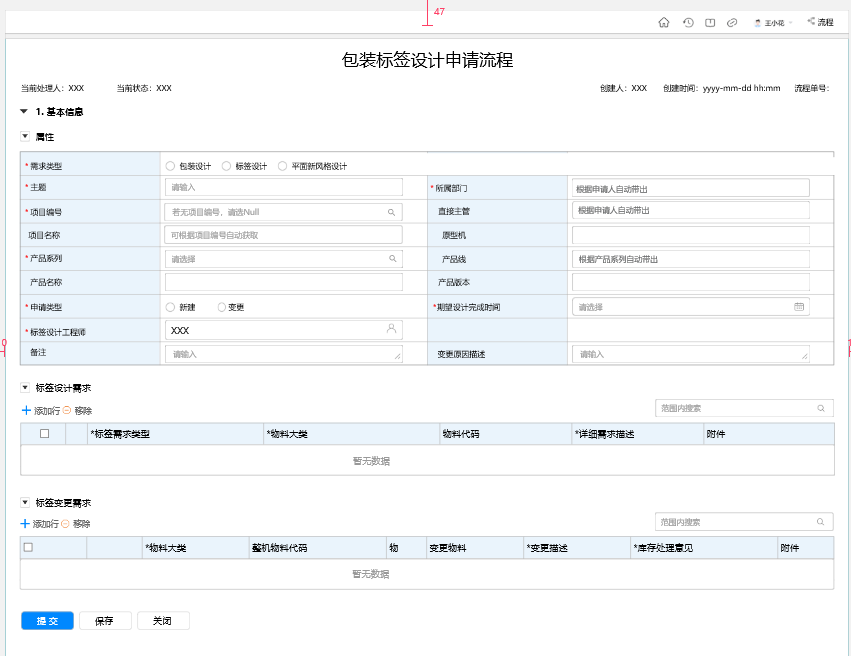 47
王小花 流程
包装标签设计申请流程
当前处理人: XXX 当前状态: XXX 创建人: XXX 创建时间: yyyy-mm-dd hh:mm 流程单号:
1. 基本信息
属性
*需求类型 包装设计 标签设计 平面新风格设计
*主题 请输入 *所属部门 根据申请人自动带出
*项目编号 若无项目编号，请选Null 直接主管 根据申请人自动带出
项目名称 可根据项目编号自动获取 原型机
*产品系列 请选择 产品线 根据产品系列自动带出
产品名称 产品版本
*申请类型 新建 变更 *期望设计完成时间 请选择
*标签设计工程师 XXX
备注 请输入 变更原因描述 请输入
0
标签设计需求
添加行 移除 范围内搜索
*标签需求类型 *物料大类 物料代码 *详细需求描述 附件
暂无数据
标签变更需求
添加行 移除 范围内搜索
*物料大类 整机物料代码 物 变更物料 *变更描述 *库存处理意见 附件
暂无数据
提交 保存 关闭